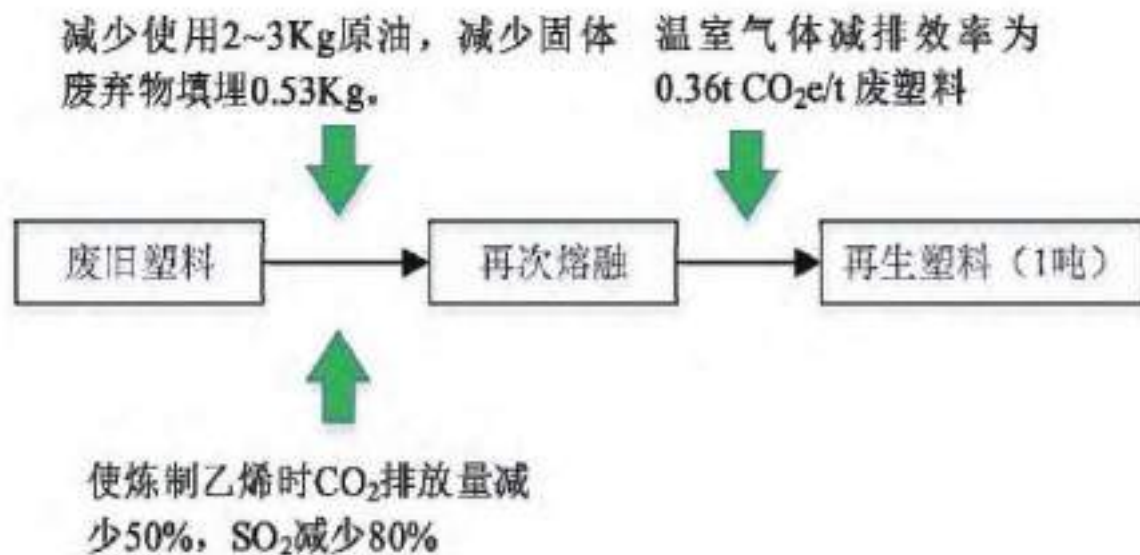 减少使用2~3Kg原油，减少固体
废弃物填埋0.53Kg。
温室气体减排效率为
0.36t CO₂e/t 废塑料
废旧塑料
再次熔融
再生塑料（1吨）
使炼制乙烯时CO₂排放量减
少50%，SO₂减少80%